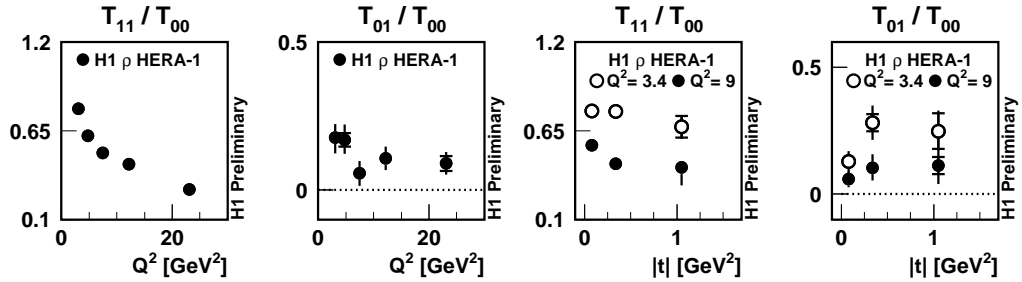 T11 / T00
1.2
0.65
0.1
H1 ρ HERA-1
0
20
Q² [GeV²]
H1 Preliminary
T01 / T00
0.5
0
H1 ρ HERA-1
0
20
Q² [GeV²]
H1 Preliminary
T11 / T00
1.2
0.65
0.1
H1 ρ HERA-1
Q²= 3.4 Q²= 9
0
1
|t| [GeV²]
H1 Preliminary
T01 / T00
0.5
0
H1 ρ HERA-1
Q²= 3.4 Q²= 9
0
1
|t| [GeV²]
H1 Preliminary